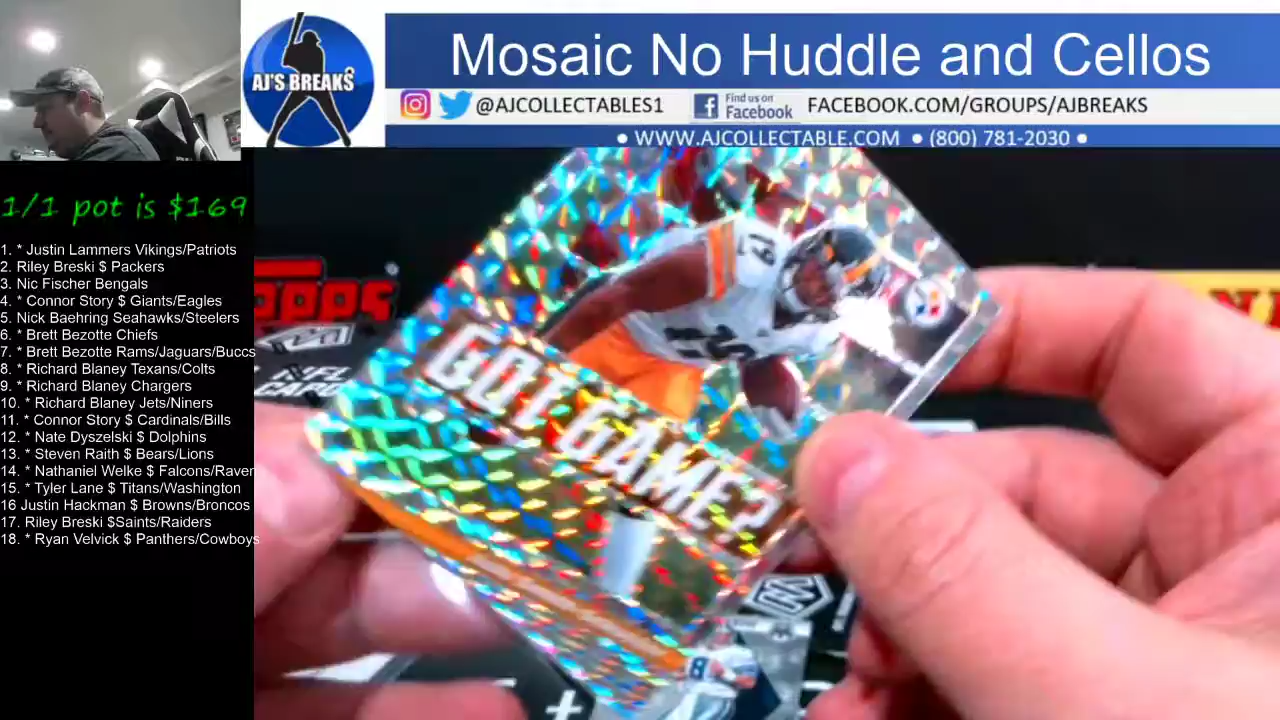 AJ'S BREAKS
Mosaic No Huddle and Cellos
@AJCOLLECTABLES1 Find us on Facebook FACEBOOK.COM/GROUPS/AJBREAKS
• WWW.AJCOLLECTABLE.COM • (800) 781-2030 •
1/1 pot is $169
1. * Justin Lammers Vikings/Patriots
2. Riley Breski $ Packers
3. Nic Fischer Bengals
4. * Connor Story $ Giants/Eagles
5. Nick Baehring Seahawks/Steelers
6. * Brett Bezotte Chiefs
7. * Brett Bezotte Rams/Jaguars/Buccs
8. * Richard Blaney Texans/Colts
9. * Richard Blaney Chargers
10. * Richard Blaney Jets/Niners
11. * Connor Story $ Cardinals/Bills
12. * Nate Dyszelski $ Dolphins
13. * Steven Raith $ Bears/Lions
14. * Nathaniel Welke $ Falcons/Raven
15. * Tyler Lane $ Titans/Washington
16 Justin Hackman $ Browns/Broncos
17. Riley Breski $Saints/Raiders
18. * Ryan Velvick $ Panthers/Cowboys
19
GOT GAME?
NFL
CARD